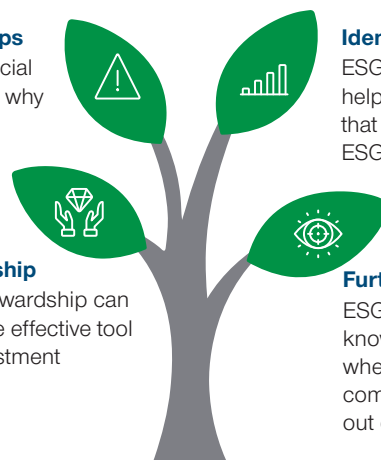 ps
cial
why
Iden
ESG
help
that
ESG
ship
wardship can
e effective tool
stment
Furt
ESG
know
whe
com
out